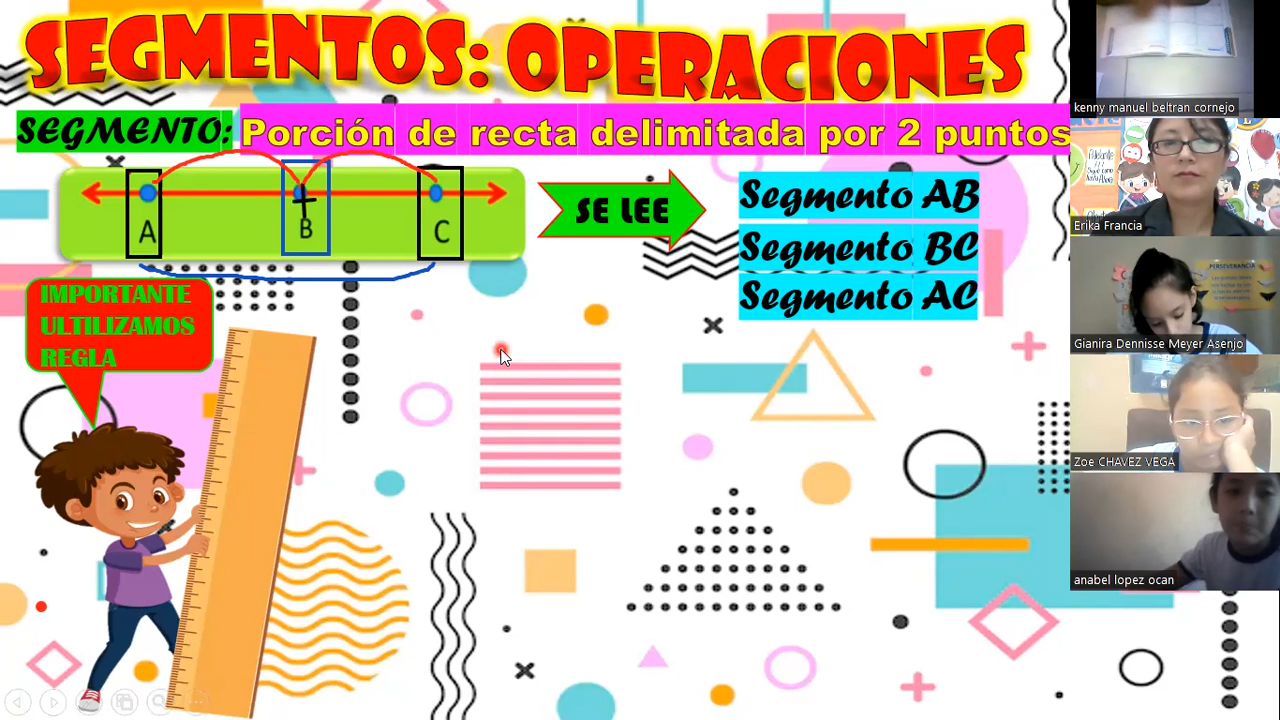 SEGMENTOS: OPERACIONES
SEGMENTO: Porción de recta delimitada por 2 puntos
A B C
SE LEE
Segmento AB
Segmento BC
Segmento AC
IMPORTANTE
ULTILIZAMOS
REGLA
kenny manuel beltran cornejo
Erika Francia
PERSEVERANCIA
Gianira Dennisse Meyer Asenjo
Zoe CHAVEZ VEGA
anabel lopez ocan